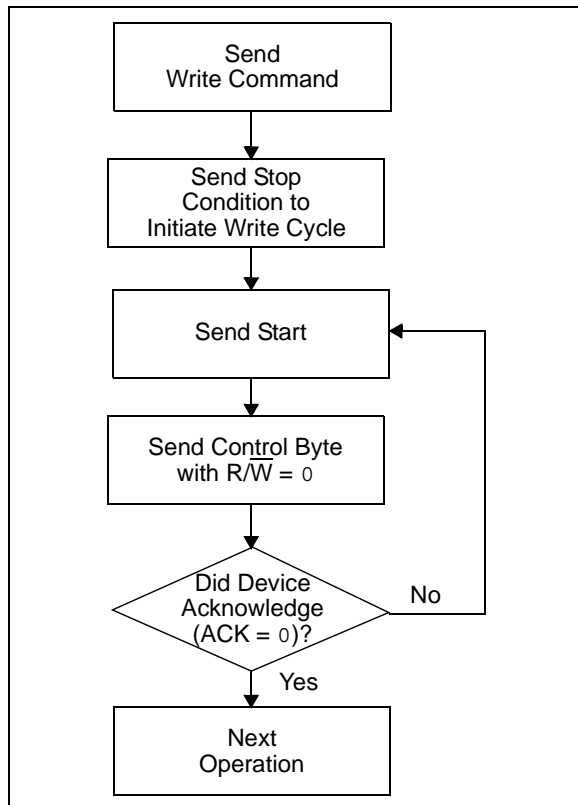 Send
Write Command
Send Stop
Condition to
Initiate Write Cycle
Send Start
Send Control Byte
with R/W̅ = 0
Did Device
Acknowledge
(ACK = 0)?
No
Yes
Next
Operation